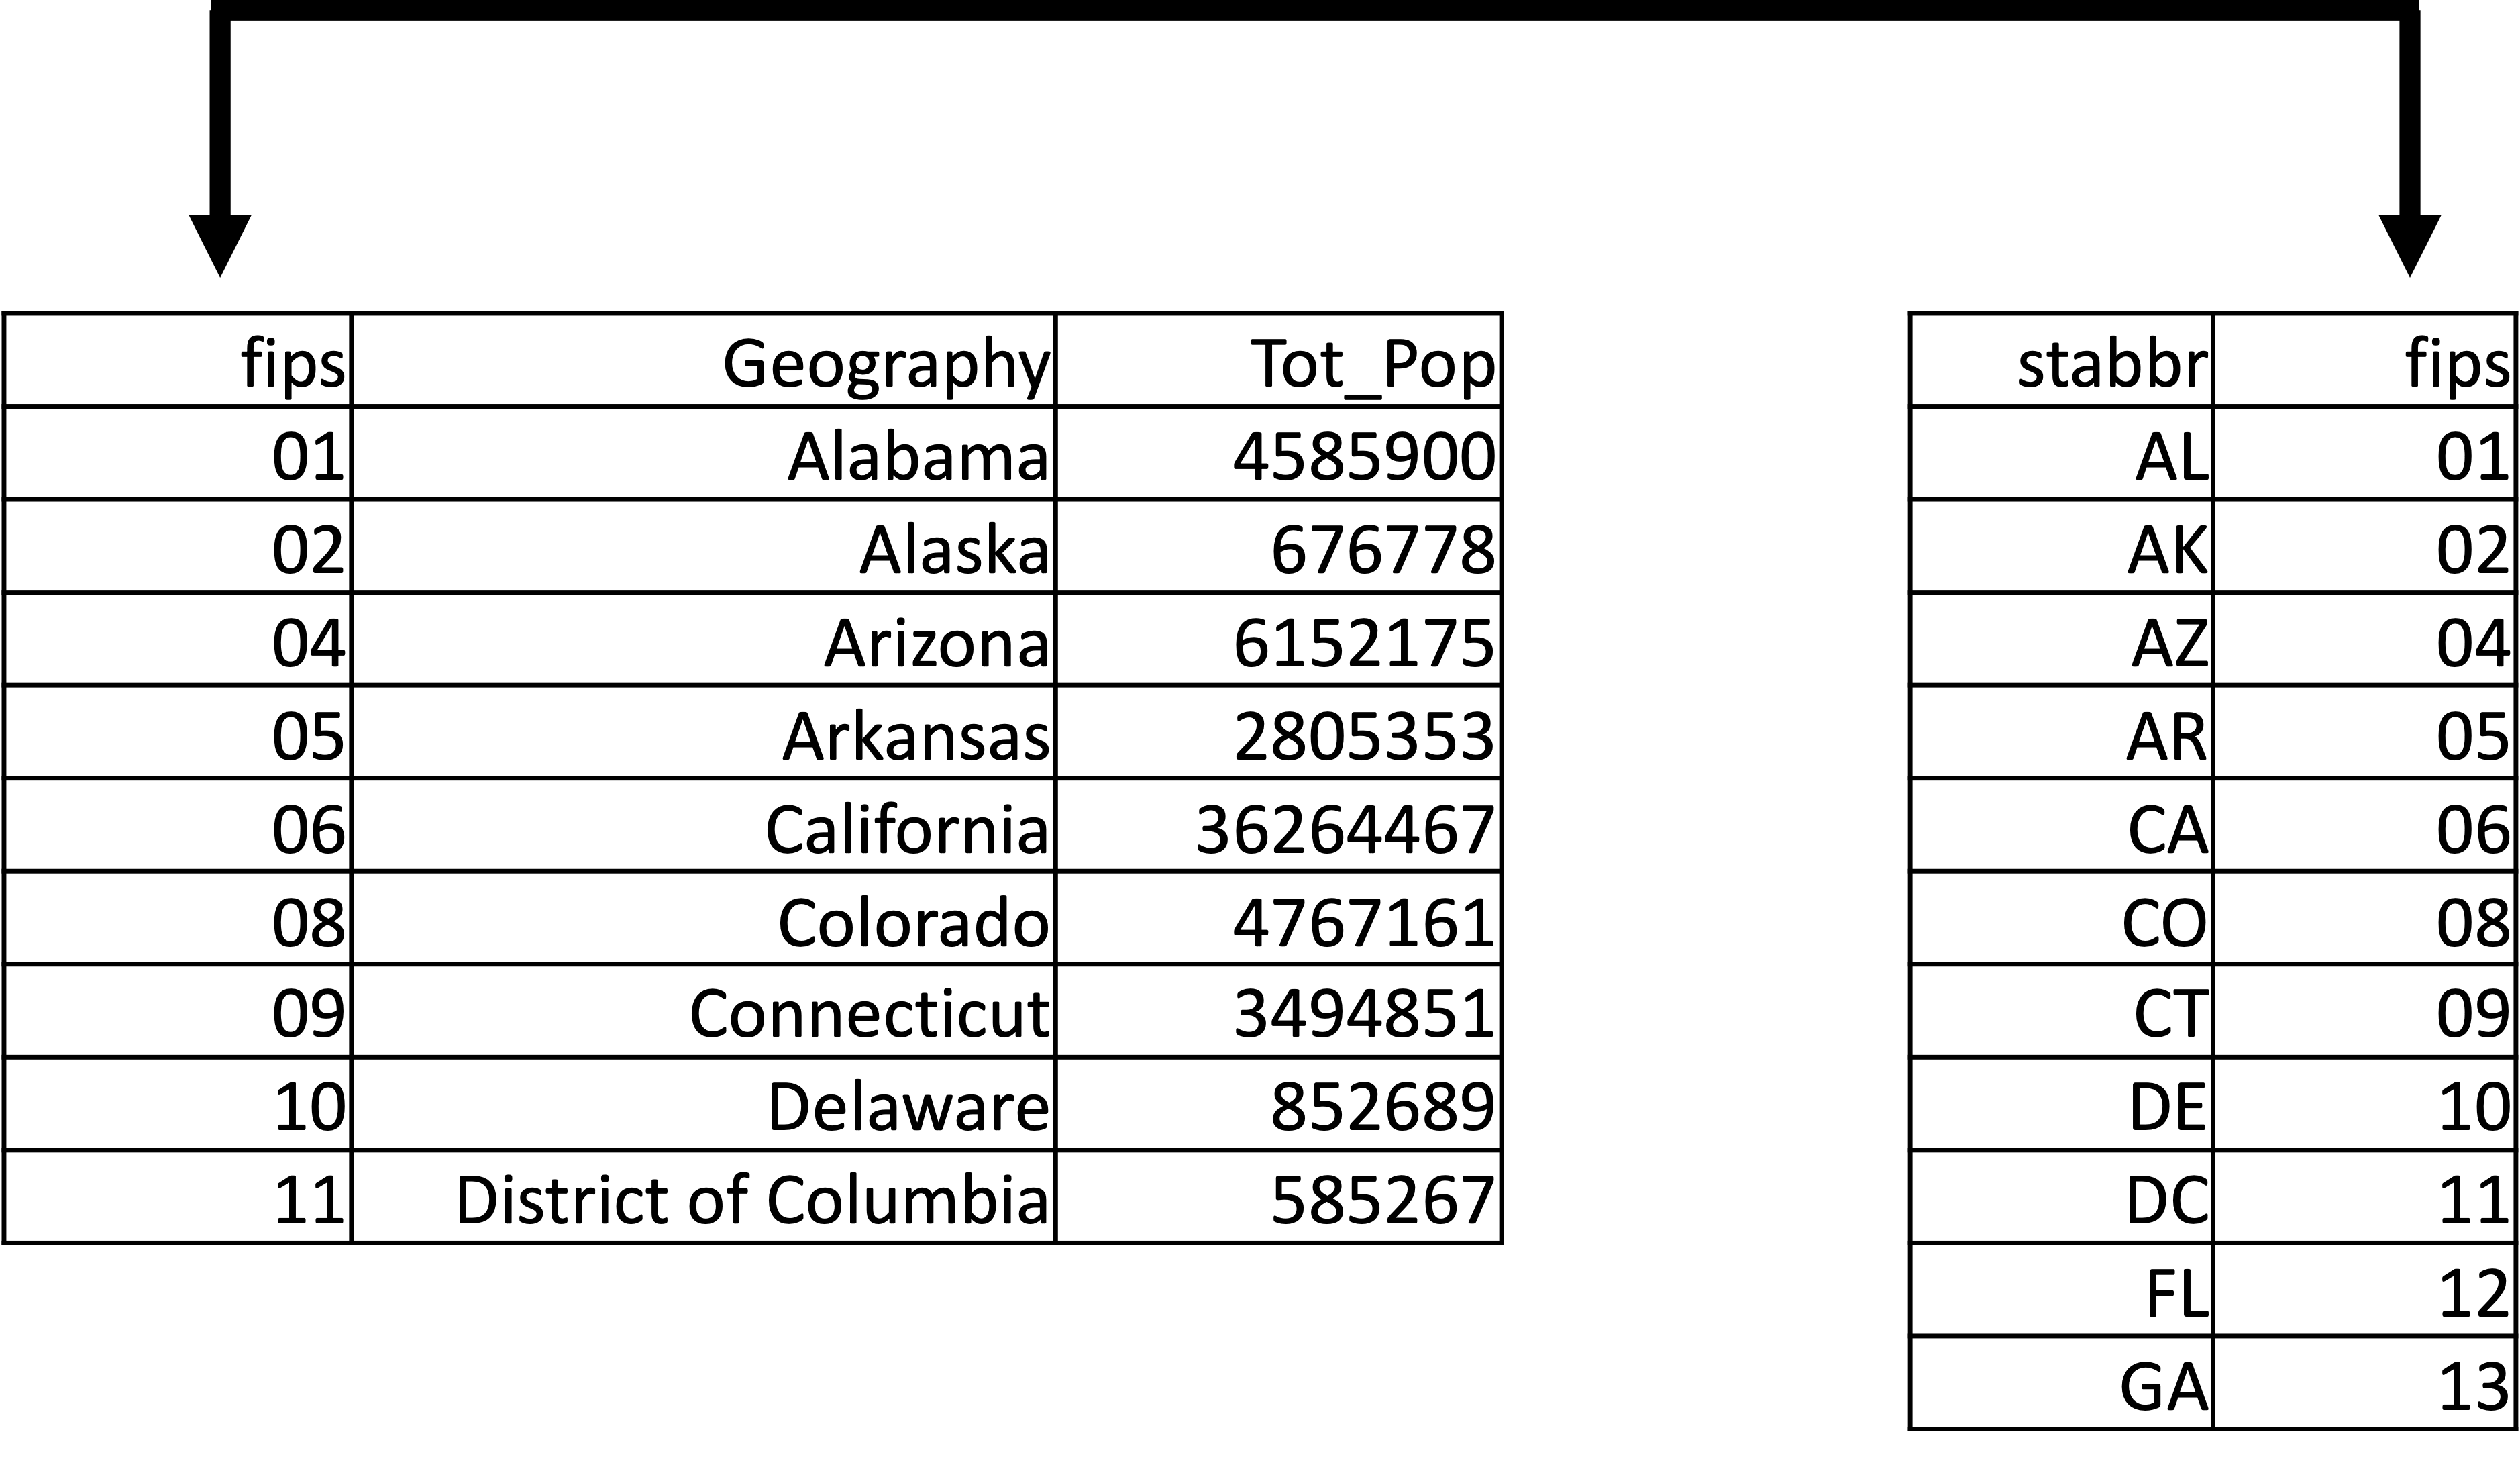 fips Geography Tot_Pop
01 Alabama 4585900
02 Alaska 676778
04 Arizona 6152175
05 Arkansas 2805353
06 California 36264467
08 Colorado 4767161
09 Connecticut 3494851
10 Delaware 852689
11 District of Columbia 585267
stabbr fips
AL 01
AK 02
AZ 04
AR 05
CA 06
CO 08
CT 09
DE 10
DC 11
FL 12
GA 13